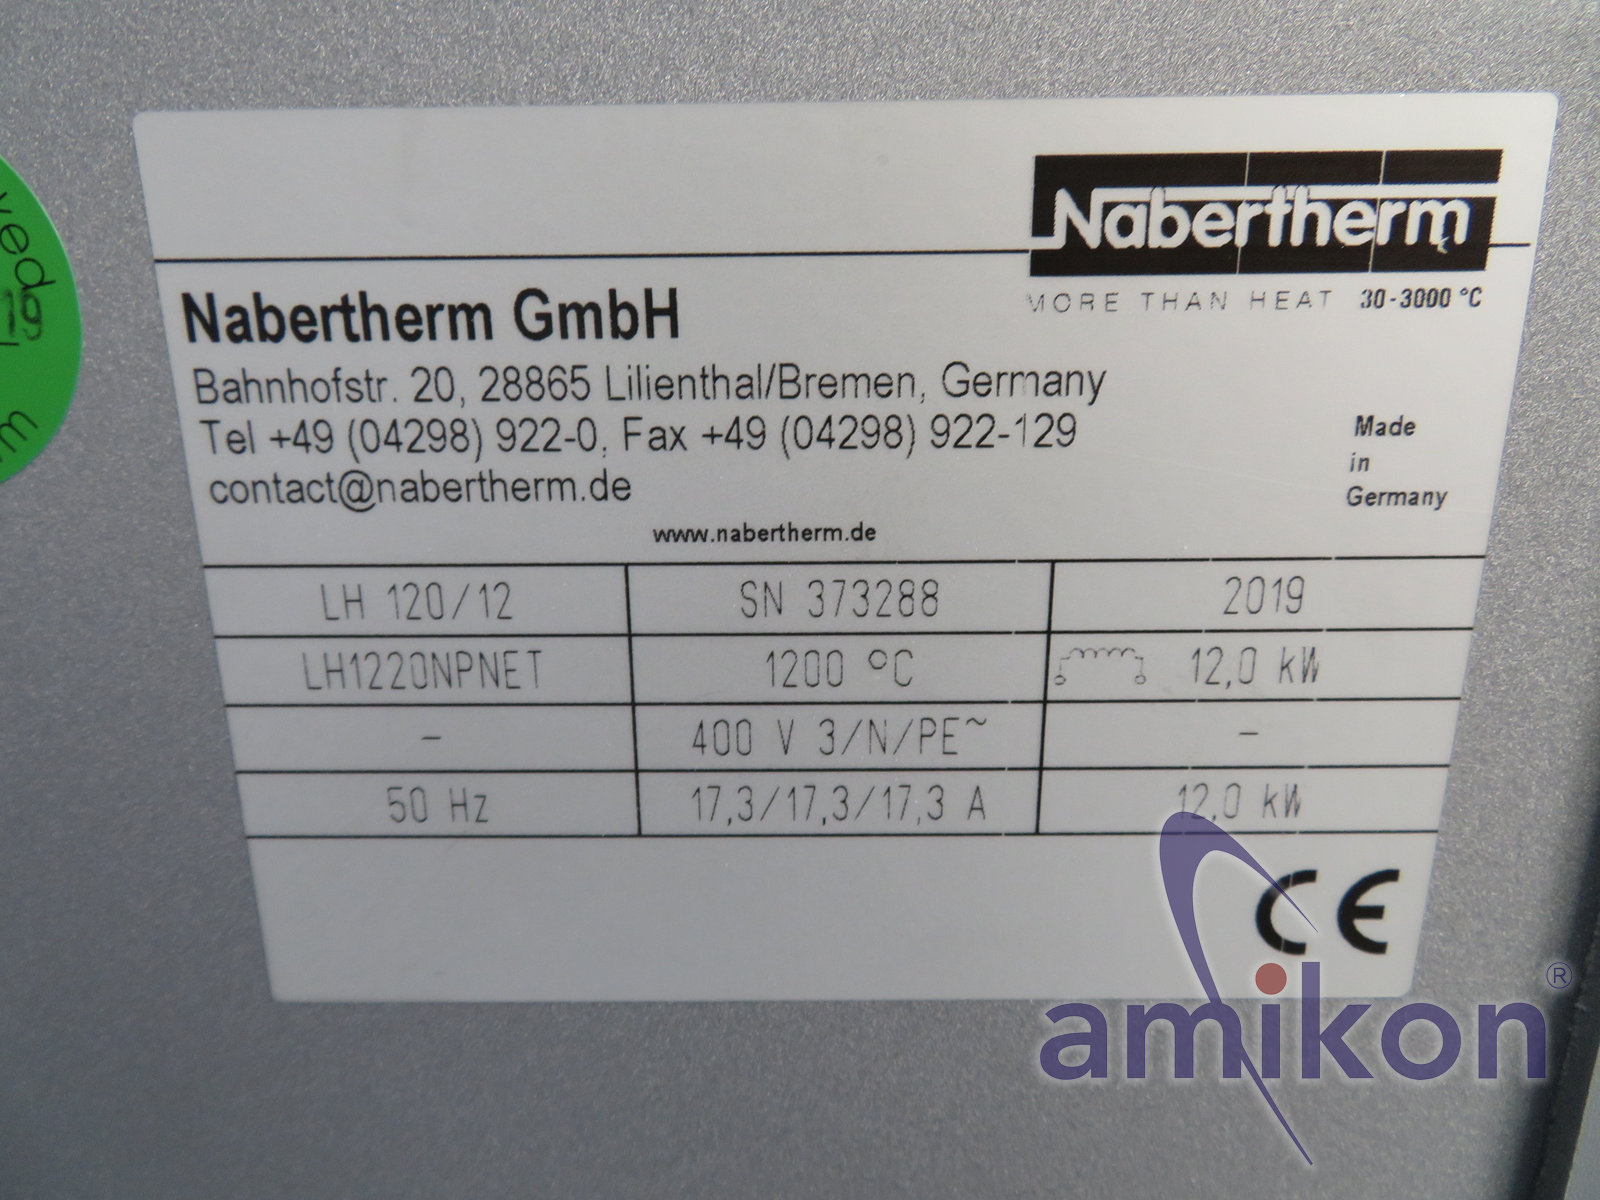 Nabertherm
MORE THAN HEAT 30-3000 °C
Nabertherm GmbH
Bahnhofstr. 20, 28865 Lilienthal/Bremen, Germany
Tel +49 (04298) 922-0, Fax +49 (04298) 922-129
contact@nabertherm.de
www.nabertherm.de
Made
in
Germany
LH 120/12 SN 373288 2019
LH1220NPNET 1200 °C 12,0 kW
- 400 V 3/N/PE~ -
50 Hz 17,3/17,3/17,3 A 12,0 kW
CE
amikon®
19